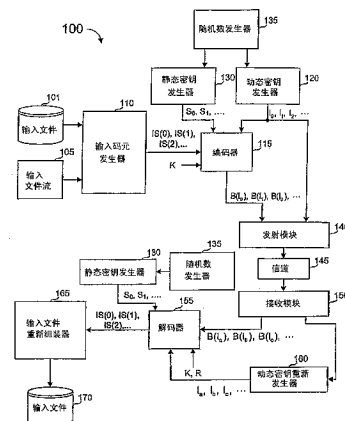 100
135
随机数发生器
130
静态密钥
发生器
120
动态密钥
发生器
101
输入文件
110
输入码元
发生器
105
输入
文件流
S₀, S₁, ...
I₀, I₁, I₂, ...
IS(0), IS(1),
IS(2),...
K
115
编码器
B(I₀), B(I₁), B(I₂), ...
140
发射模块
145
信道
150
接收模块
130
静态密钥发生器
135
随机数
发生器
S₀, S₁, ...
165
输入文件
重新组装器
IS(0), IS(1),
IS(2),...
155
解码器
B(Iₐ), B(I_b), B(I_c), ...
K, R
160
动态密钥重新
发生器
Iₐ, I_b, I_c, ...
170
输入文件